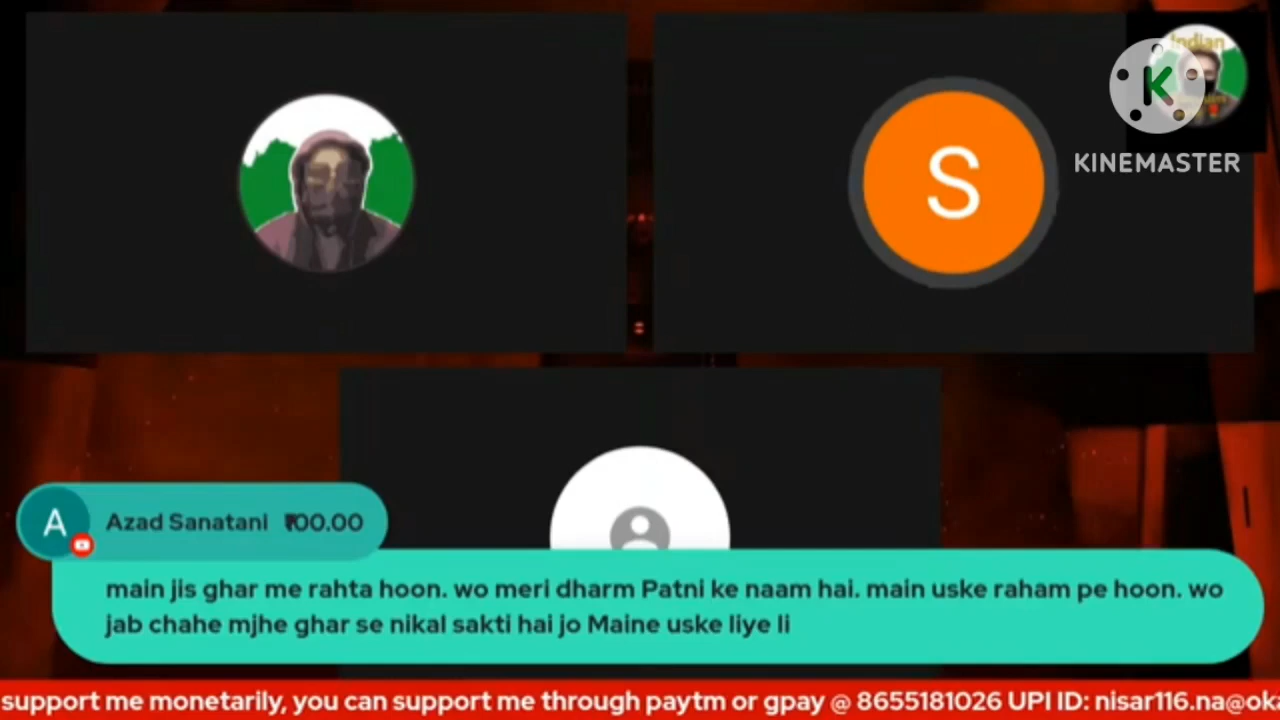 Indian
K
KINEMASTER
S
A
Azad Sanatani ₹100.00
main jis ghar me rahta hoon. wo meri dharm Patni ke naam hai. main uske raham pe hoon. wo
jab chahe mjhe ghar se nikal sakti hai jo Maine uske liye li
support me monetarily, you can support me through paytm or gpay @ 8655181026 UPI ID: nisar116.na@ok